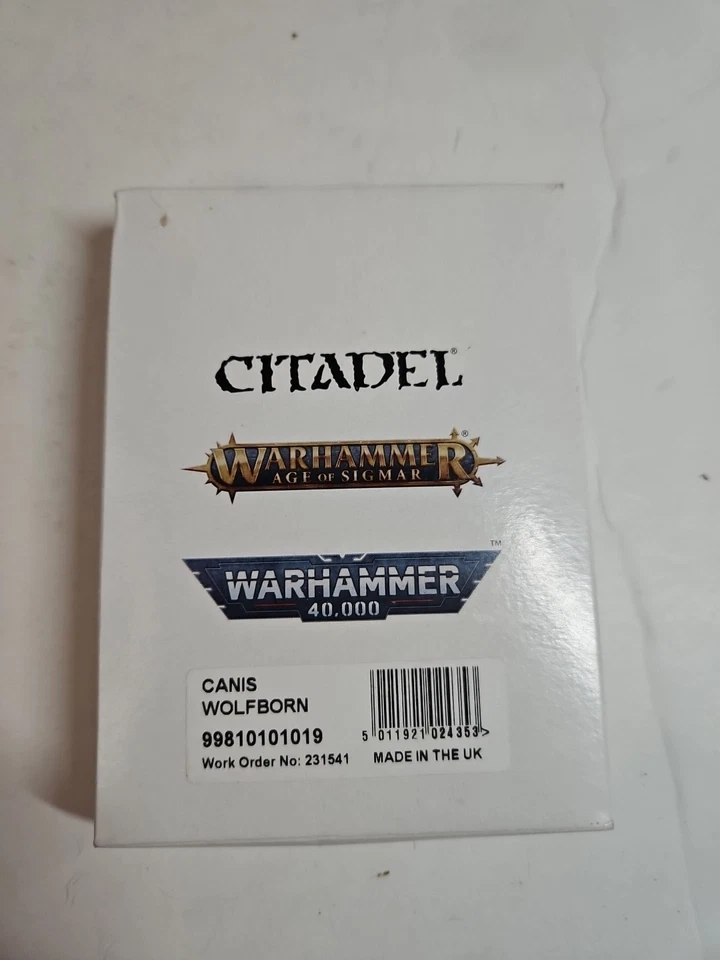 CITADEL®
WARHAMMER®
AGE OF SIGMAR
WARHAMMER™
40,000
CANIS
WOLFBORN
99810101019
Work Order No: 231541
5 011921 024353>
MADE IN THE UK